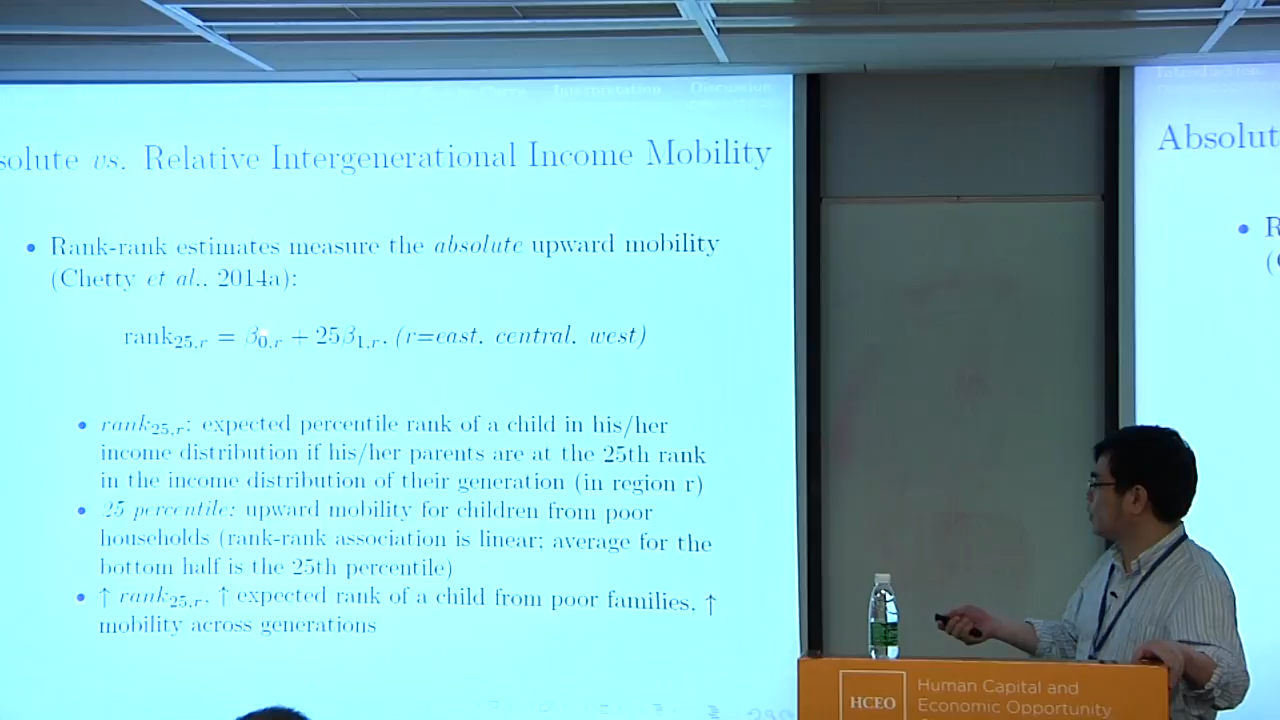 Interpretation Discussion
solute vs. Relative Intergenerational Income Mobility
• Rank-rank estimates measure the absolute upward mobility
(Chetty et al., 2014a):
rank25,r = β0,r + 25β1,r. (r=east, central, west)
• rank25,r: expected percentile rank of a child in his/her
income distribution if his/her parents are at the 25th rank
in the income distribution of their generation (in region r)
• 25 percentile: upward mobility for children from poor
households (rank-rank association is linear; average for the
bottom half is the 25th percentile)
• ↑ rank25,r, ↑ expected rank of a child from poor families, ↑
mobility across generations
Introduction
Absolut
• R
(C
HCEO
Human Capital and
Economic Opportunity